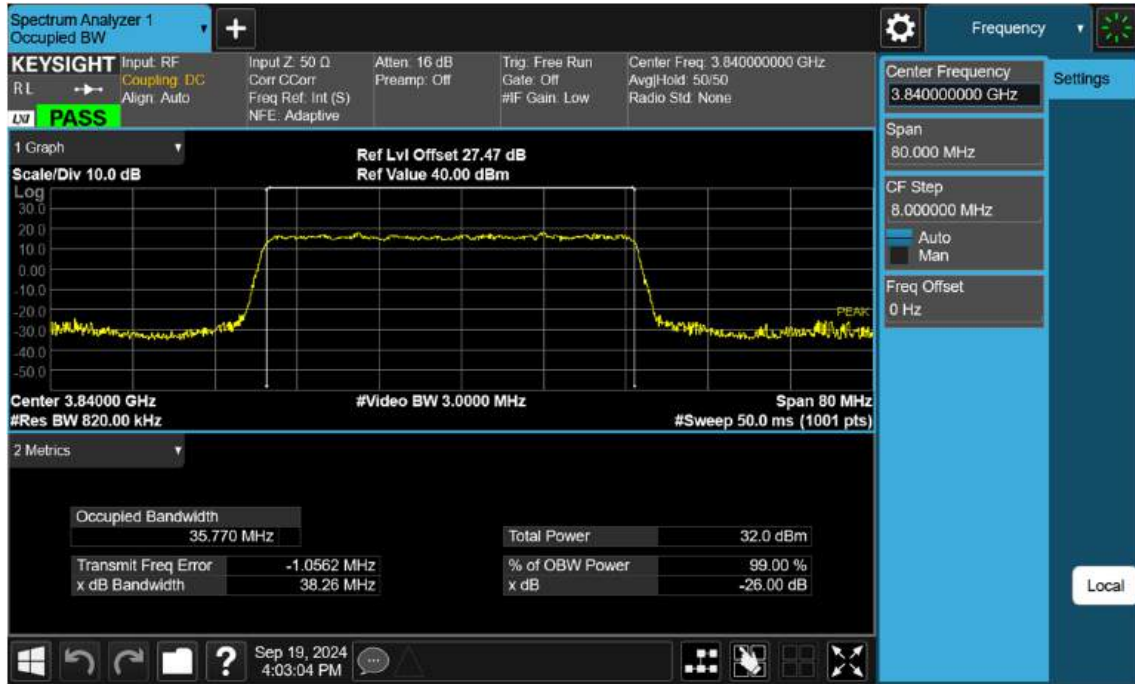 Spectrum Analyzer 1
Occupied BW
+
Frequency
KEYSIGHT
R L
LXI
PASS
Input: RF
Coupling: DC
Align: Auto
Input Z: 50 Ω
Corr CCorr
Freq Ref: Int (S)
NFE: Adaptive
Atten: 16 dB
Preamp: Off
Trig: Free Run
Gate: Off
#IF Gain: Low
Center Freq: 3.840000000 GHz
Avg|Hold: 50/50
Radio Std: None
Center Frequency
3.840000000 GHz
Settings
Span
80.000 MHz
CF Step
8.000000 MHz
Auto
Man
Freq Offset
0 Hz
Local
1 Graph
Scale/Div 10.0 dB
Ref Lvl Offset 27.47 dB
Ref Value 40.00 dBm
Log
30.0
20.0
10.0
0.00
-10.0
-20.0
-30.0
-40.0
-50.0
PEAK
Center 3.84000 GHz
#Res BW 820.00 kHz
#Video BW 3.0000 MHz
Span 80 MHz
#Sweep 50.0 ms (1001 pts)
2 Metrics
Occupied Bandwidth
35.770 MHz
Total Power 32.0 dBm
Transmit Freq Error -1.0562 MHz
% of OBW Power 99.00 %
x dB Bandwidth 38.26 MHz
x dB -26.00 dB
?
Sep 19, 2024
4:03:04 PM